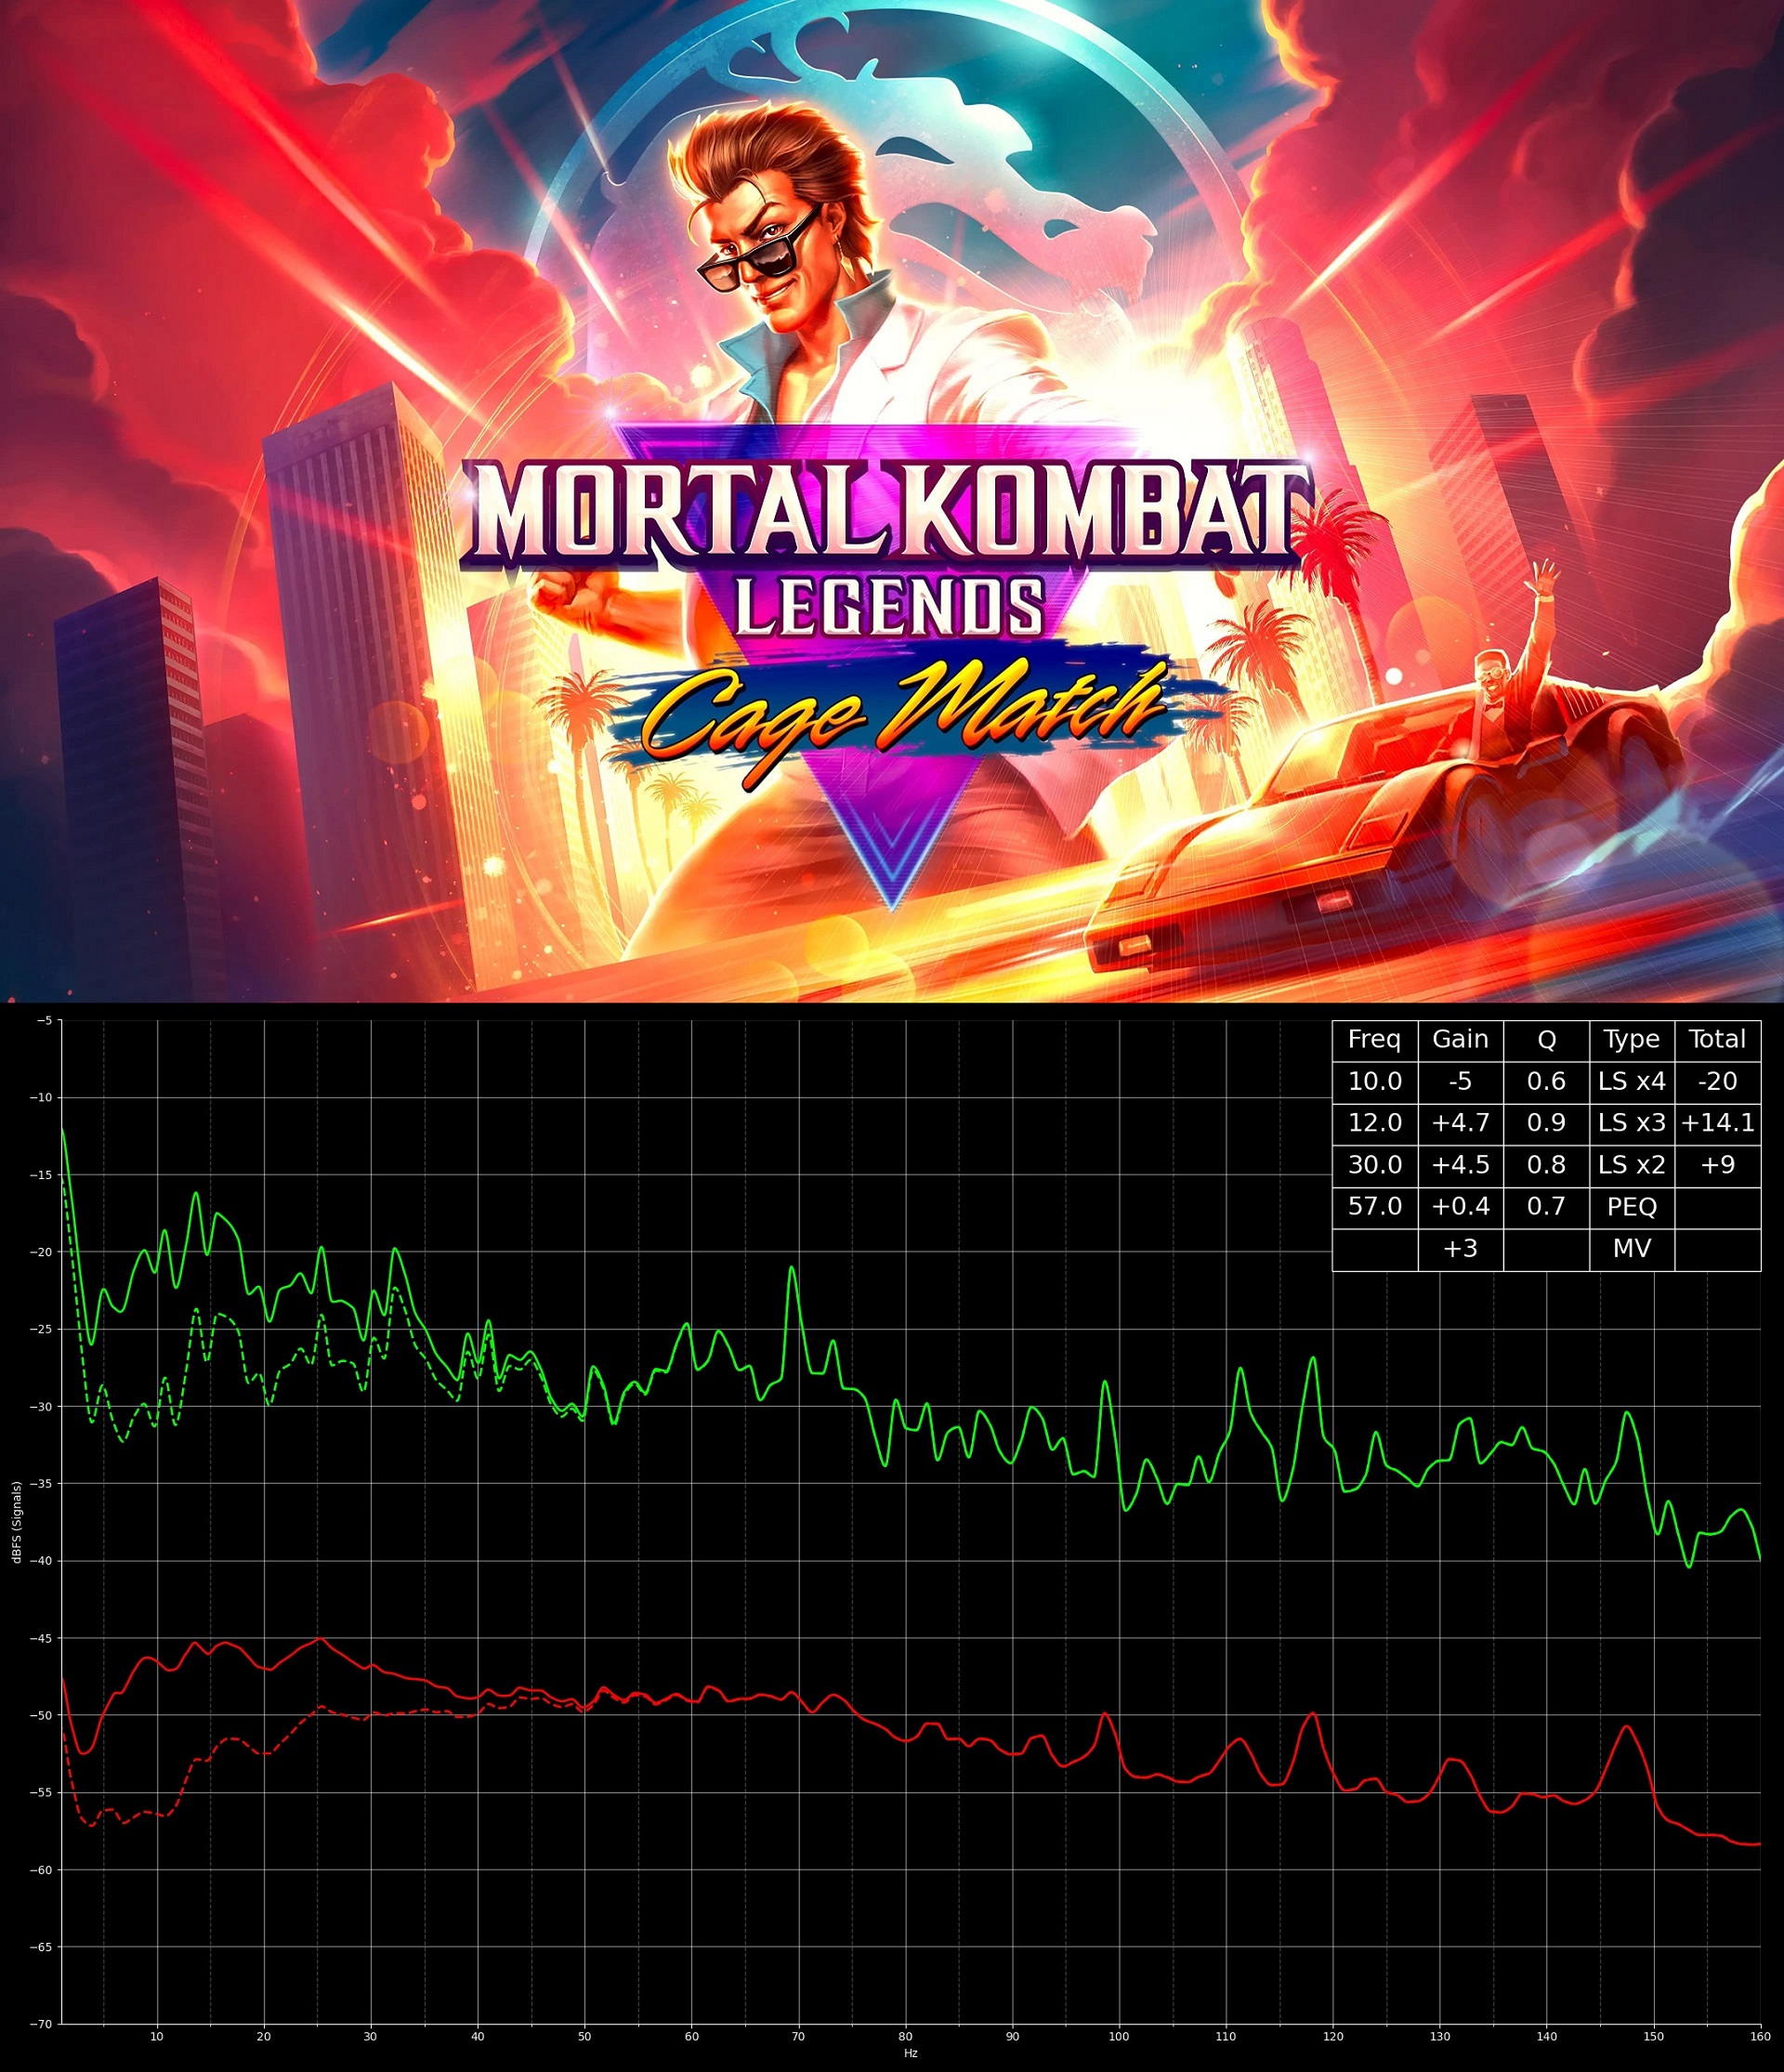 MORTAL KOMBAT
LEGENDS
Cage Match
Freq Gain Q Type Total
10.0 -5 0.6 LS x4 -20
12.0 +4.7 0.9 LS x3 +14.1
30.0 +4.5 0.8 LS x2 +9
57.0 +0.4 0.7 PEQ
+3 MV
−5
−10
−15
−20
−25
−30
−35
−40
−45
−50
−55
−60
−65
−70
dBFS (Signals)
10 20 30 40 50 60 70 80 90 100 110 120 130 140 150 160
Hz